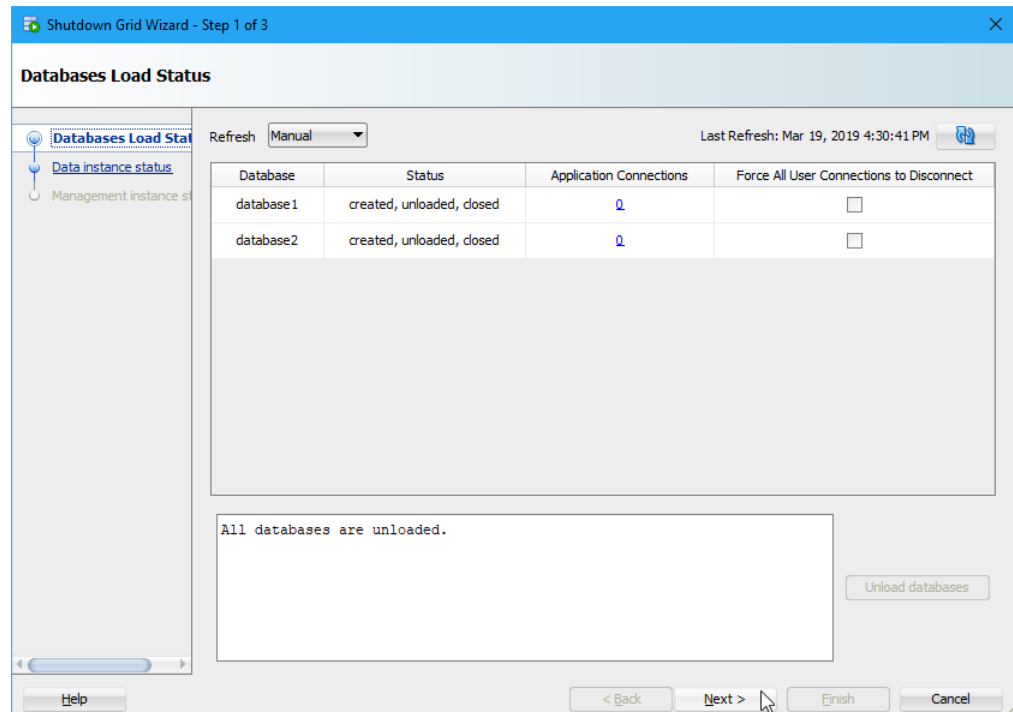 Shutdown Grid Wizard - Step 1 of 3
Databases Load Status
Databases Load Stat
Data instance status
Management instance st
Refresh Manual Last Refresh: Mar 19, 2019 4:30:41 PM
Database Status Application Connections Force All User Connections to Disconnect
database1 created, unloaded, closed 0
database2 created, unloaded, closed 0
All databases are unloaded.
Unload databases
Help < Back Next > Finish Cancel